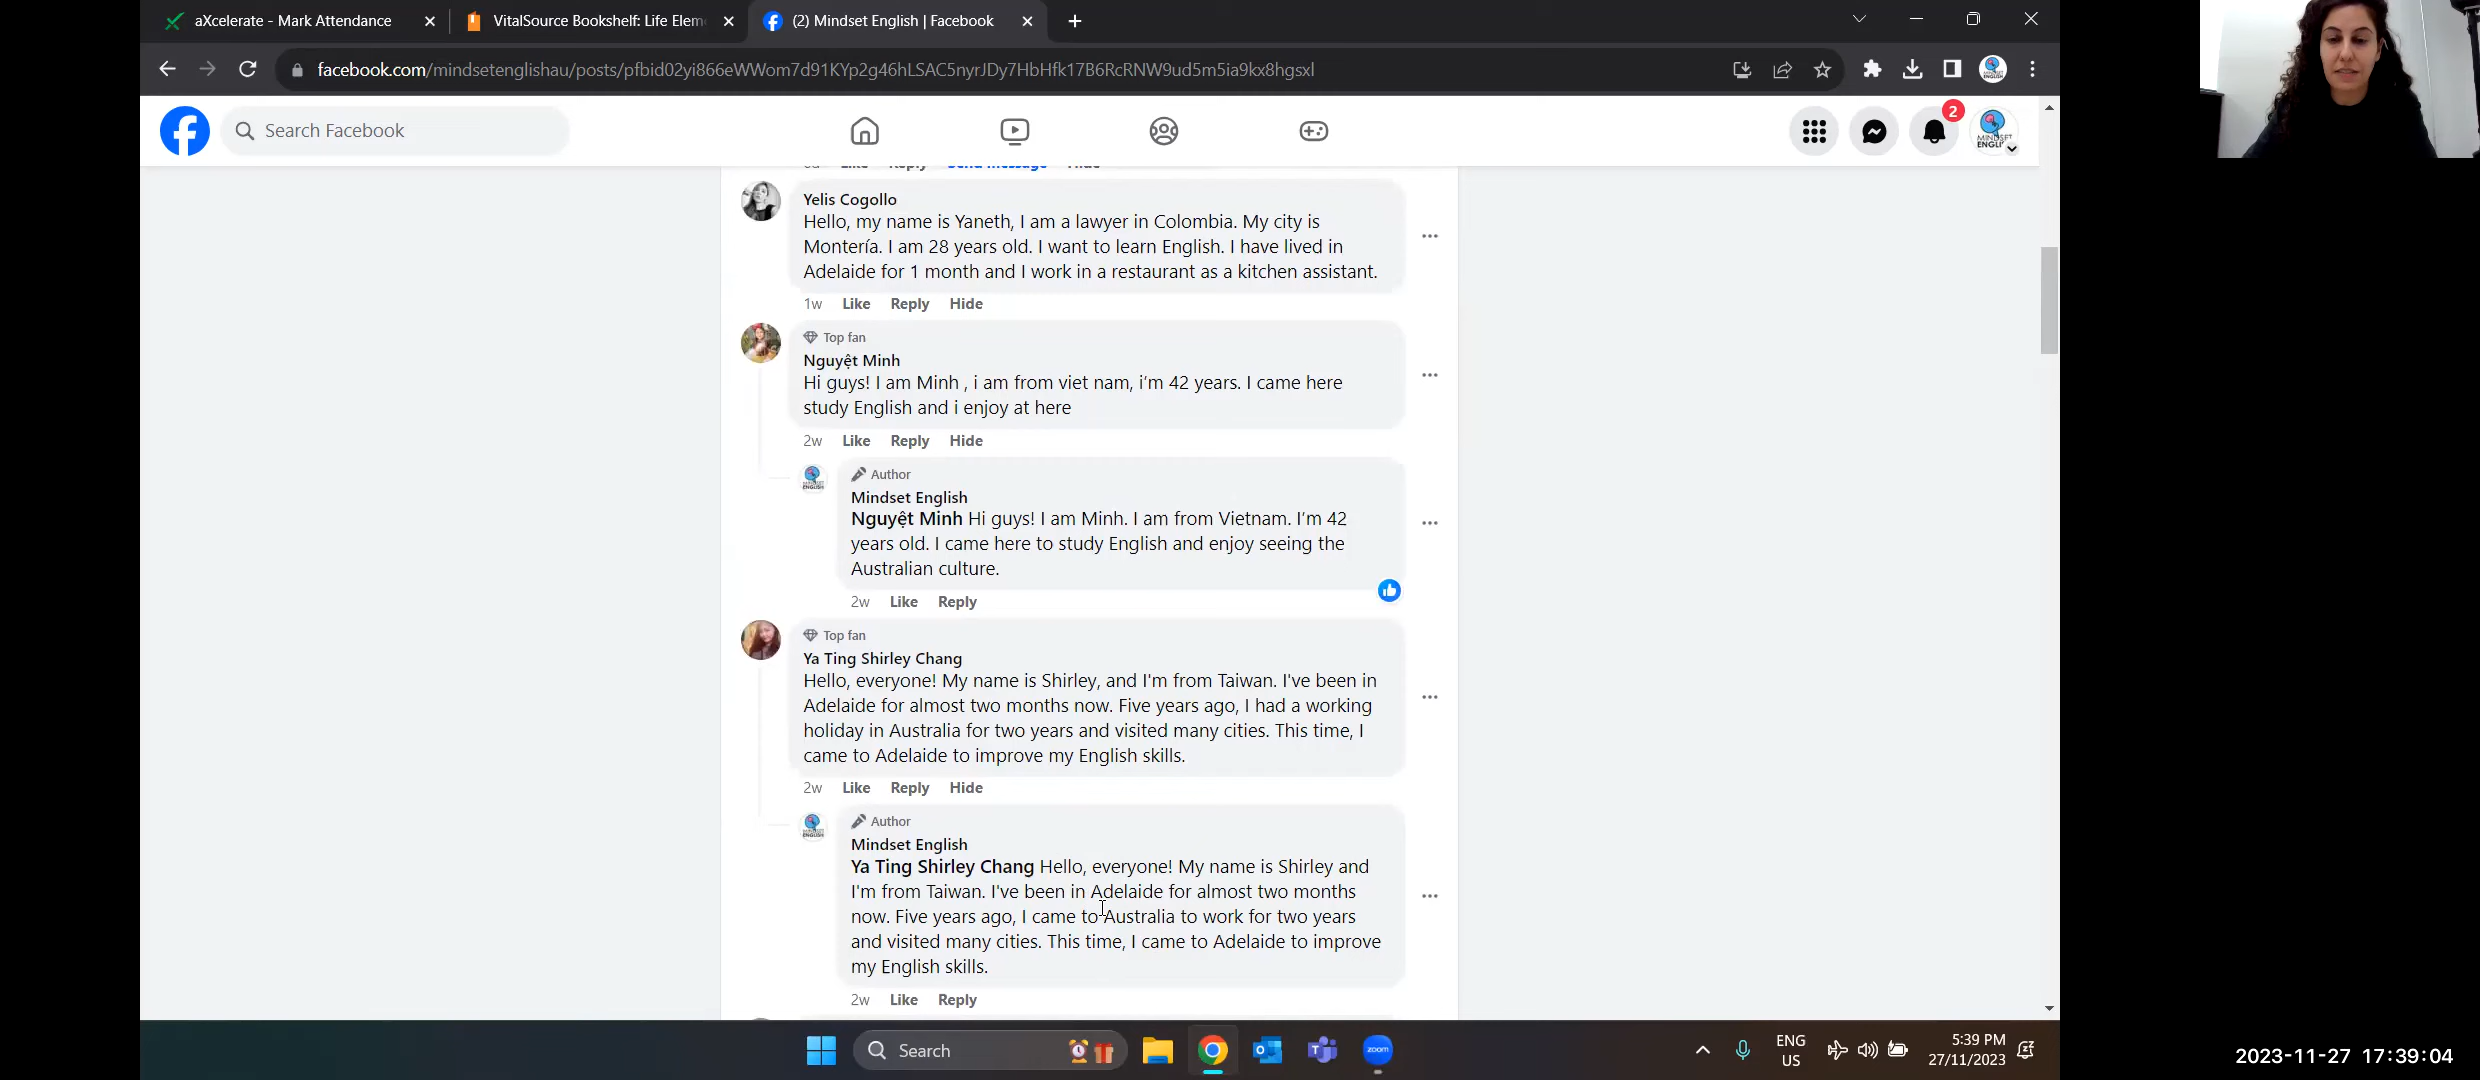 aXcelerate - Mark Attendance
VitalSource Bookshelf: Life Elem
(2) Mindset English | Facebook
facebook.com/mindsetenglishau/posts/pfbid02yi866eWWom7d91KYp2g46hLSAC5nyrJDy7HbHfk17B6RcRNW9ud5m5ia9kx8hgsxl
Search Facebook
2
MINDSET
ENGLISH
Like Reply Send message Hide
Yelis Cogollo
Hello, my name is Yaneth, I am a lawyer in Colombia. My city is
Montería. I am 28 years old. I want to learn English. I have lived in
Adelaide for 1 month and I work in a restaurant as a kitchen assistant.
1w Like Reply Hide
Top fan
Nguyệt Minh
Hi guys! I am Minh , i am from viet nam, i’m 42 years. I came here
study English and i enjoy at here
2w Like Reply Hide
Author
Mindset English
Nguyệt Minh Hi guys! I am Minh. I am from Vietnam. I’m 42
years old. I came here to study English and enjoy seeing the
Australian culture.
2w Like Reply
Top fan
Ya Ting Shirley Chang
Hello, everyone! My name is Shirley, and I'm from Taiwan. I've been in
Adelaide for almost two months now. Five years ago, I had a working
holiday in Australia for two years and visited many cities. This time, I
came to Adelaide to improve my English skills.
2w Like Reply Hide
Author
Mindset English
Ya Ting Shirley Chang Hello, everyone! My name is Shirley and
I'm from Taiwan. I've been in Adelaide for almost two months
now. Five years ago, I came to Australia to work for two years
and visited many cities. This time, I came to Adelaide to improve
my English skills.
2w Like Reply
Search
zoom
ENG
US
5:39 PM
27/11/2023
2023-11-27 17:39:04